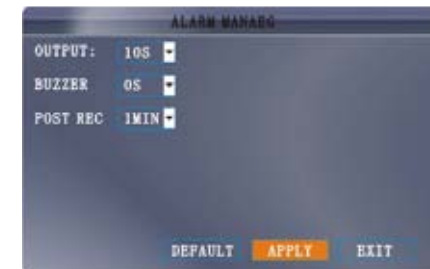 ALARM MANAEG
OUTPUT: 10S
BUZZER 0S
POST REC 1MIN
DEFAULT APPLY EXIT